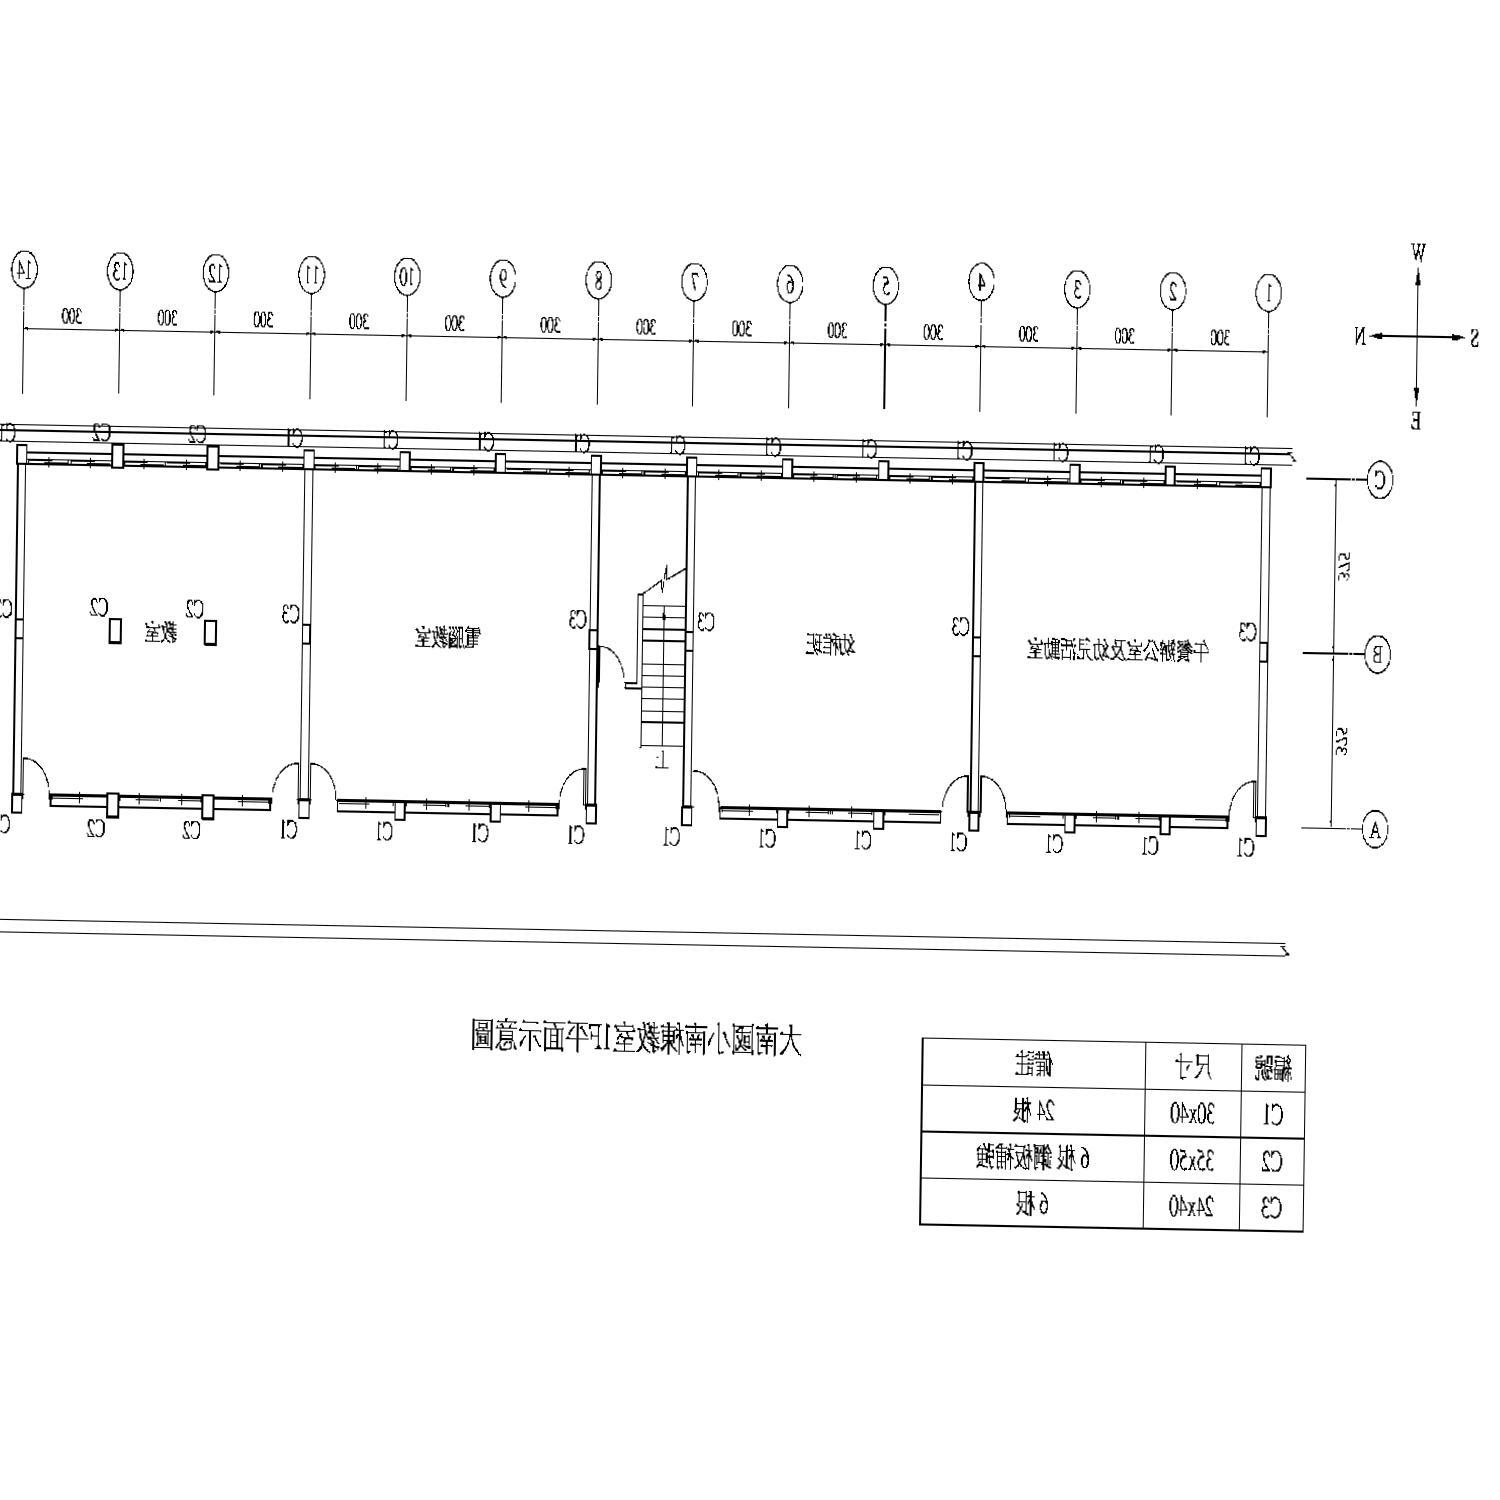 W
N S
E
1 2 3 4 5 6 7 8 9 10 11 12 13 14
300 300 300 300 300 300 300 300 300 300 300 300 300
C1 C1 C1 C1 C1 C1 C1 C1 C1 C1 C1 C2 C2 C1
C
375
C3 C3 C3 C3 C3 C2 C2 C3
午餐辦公室及幼兒活動室 幼稚班 電腦教室 教室
B
375
上
A
C1 C1 C1 C1 C1 C1 C1 C1 C1 C1 C1 C2 C2 C
大南國小南棟教室1F平面示意圖
編號 尺寸 備註
C1 30x40 24 根
C2 35x50 6 根 鋼板補強
C3 24x40 6 根